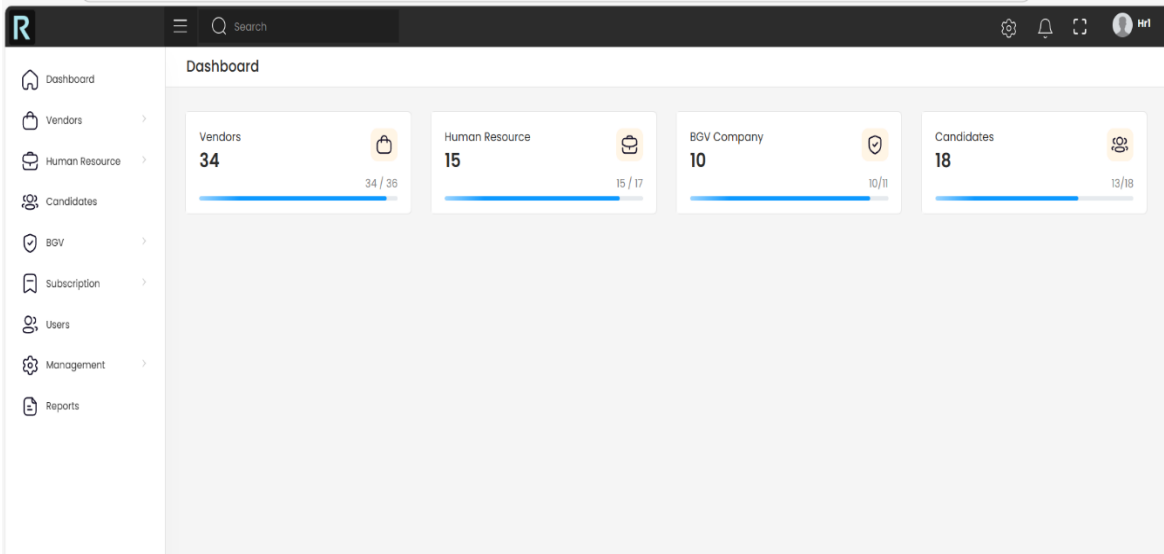 R
Search
Hr1
Dashboard
Dashboard
Vendors
Human Resource
Candidates
BGV
Subscription
Users
Management
Reports
Vendors
34
34 / 36
Human Resource
15
15 / 17
BGV Company
10
10/11
Candidates
18
13/18